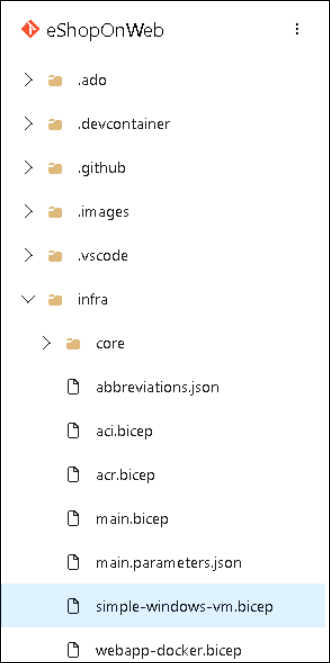 eShopOnWeb
.ado
.devcontainer
.github
.images
.vscode
infra
core
abbreviations.json
aci.bicep
acr.bicep
main.bicep
main.parameters.json
simple-windows-vm.bicep
webapp-docker.bicep